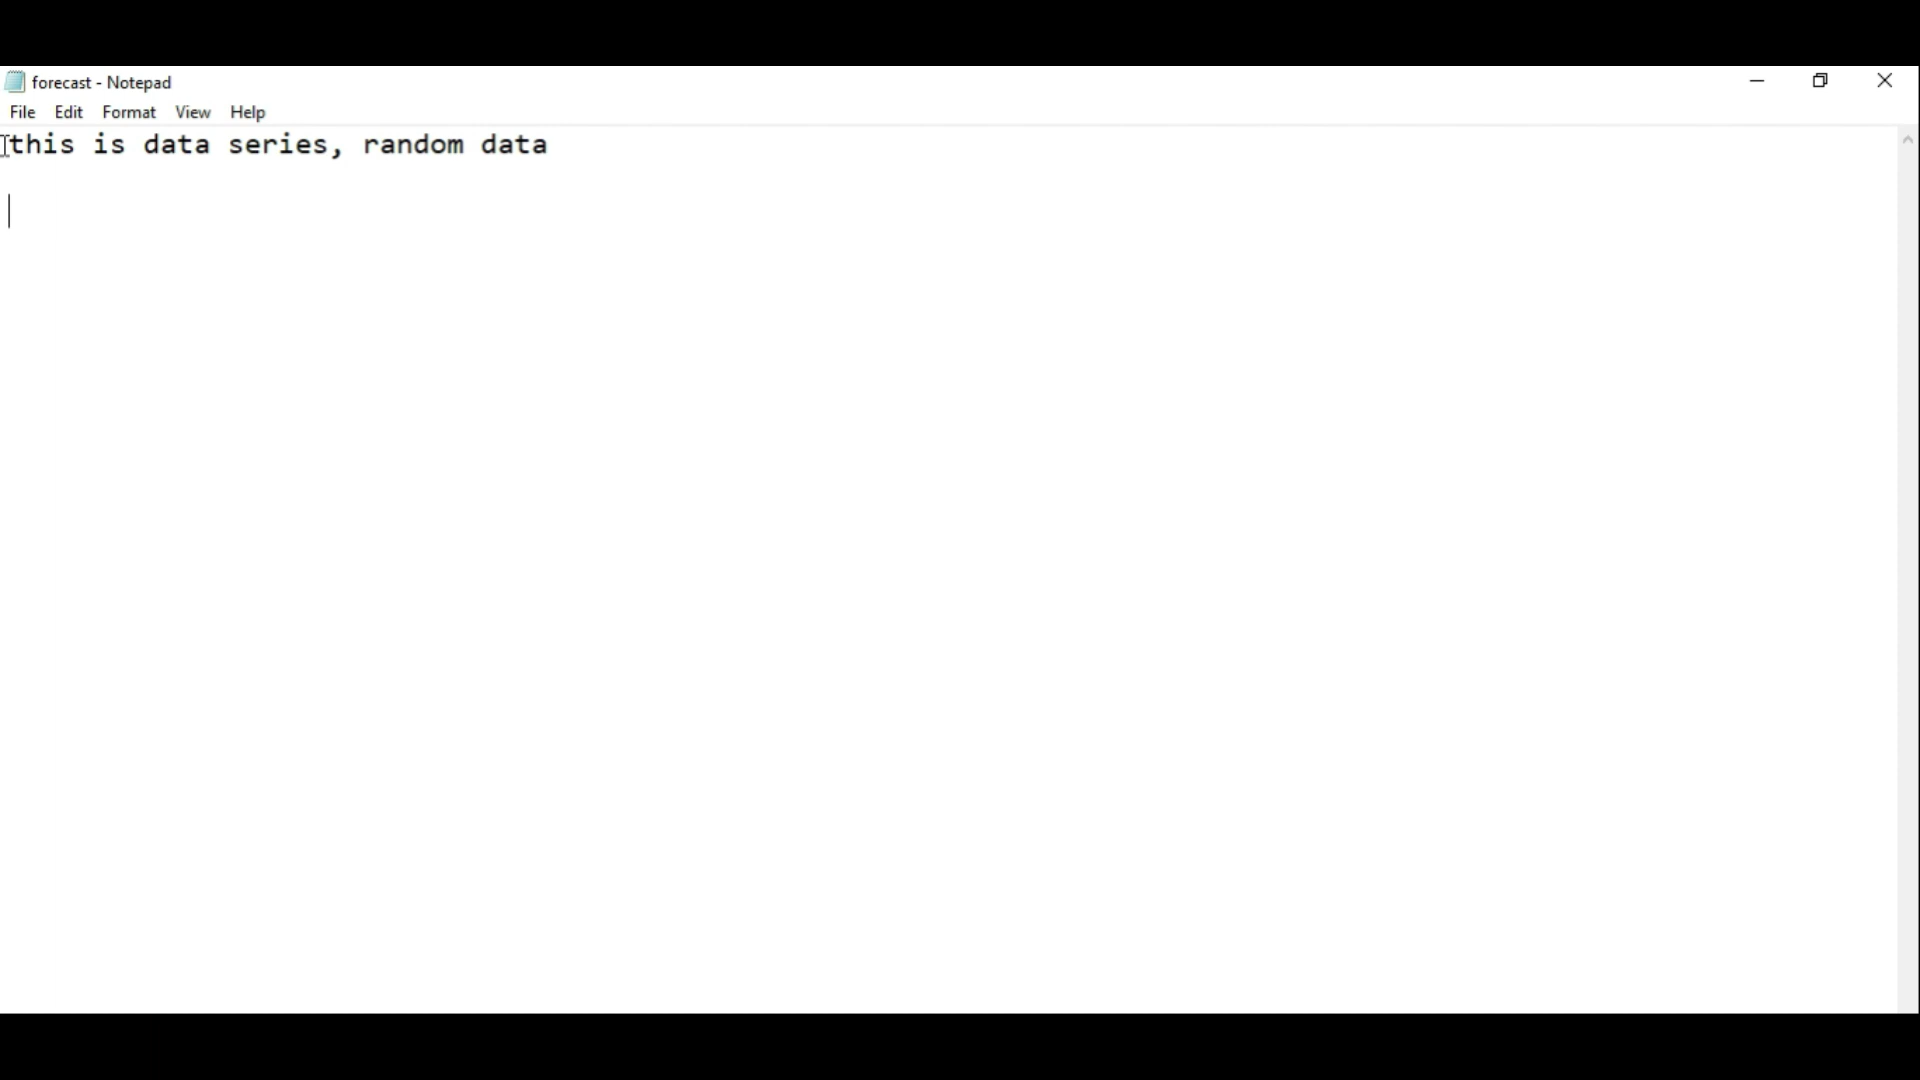 forecast - Notepad
File Edit Format View Help
this is data series, random data